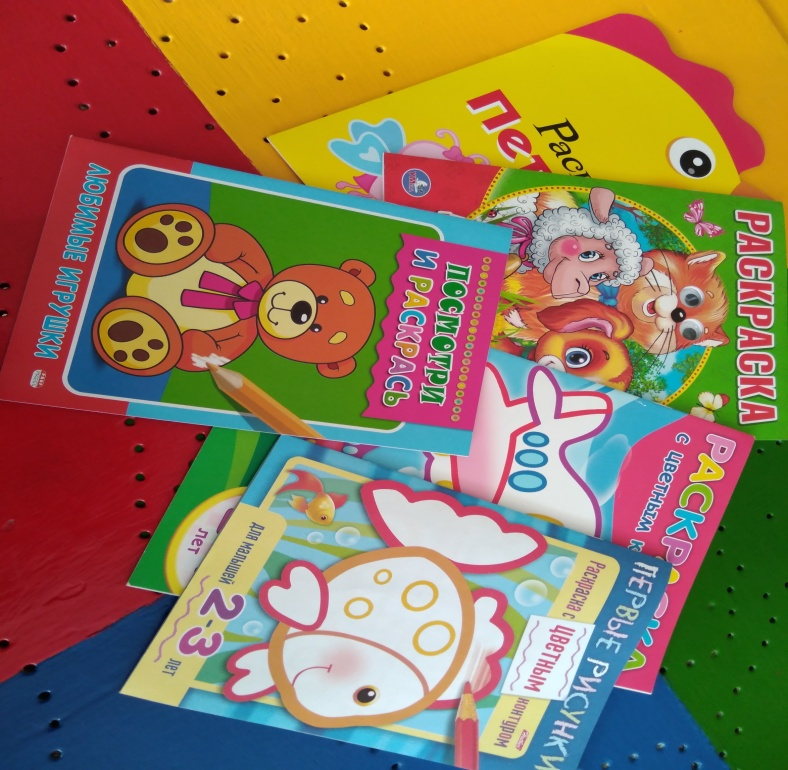 ПОСМОТРИ
И РАСКРАСЬ
ЛЮБИМЫЕ ИГРУШКИ
РАСКРАСКА
РАСКРАСКА
С ЦВЕТНЫМ
ПЕРВЫЕ РИСУНКИ
Раскраска с
ЦВЕТНЫМ
контуром
для малышей
2-3
лет
лет